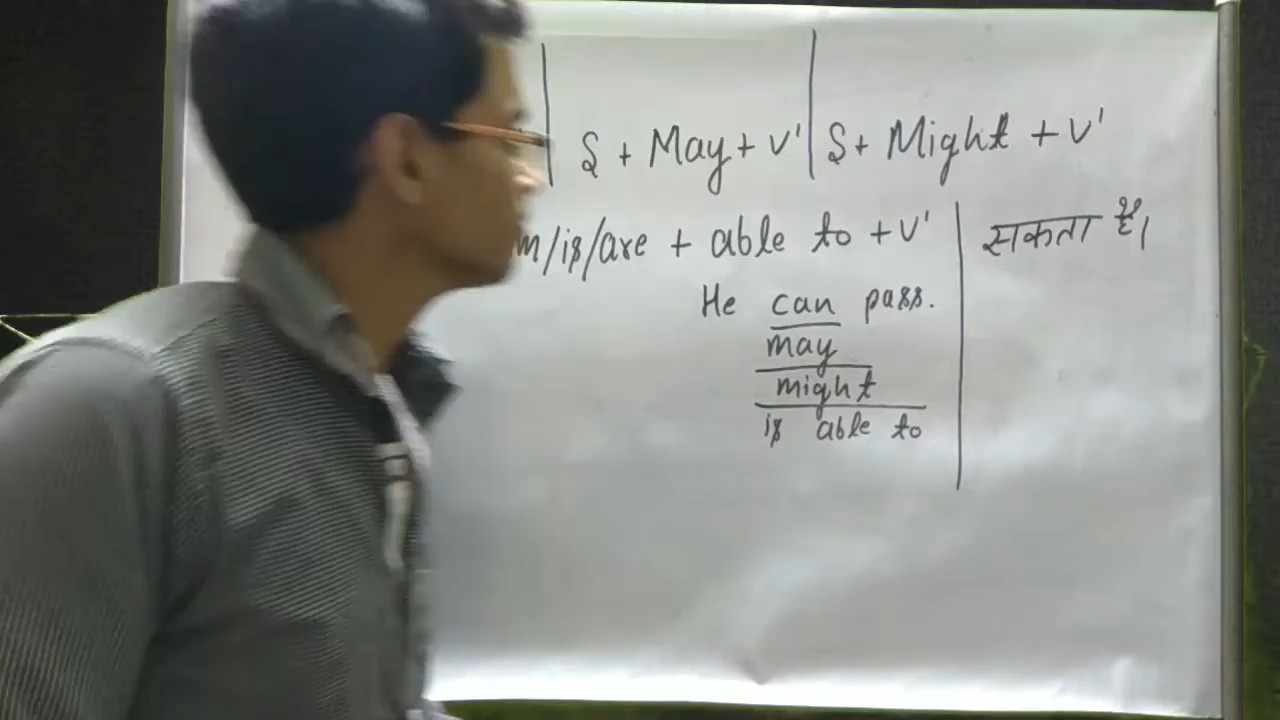 S + May + V' | S + Might + V'
m/is/are + able to + V' | सकता है।
He can pass.
may
might
is able to